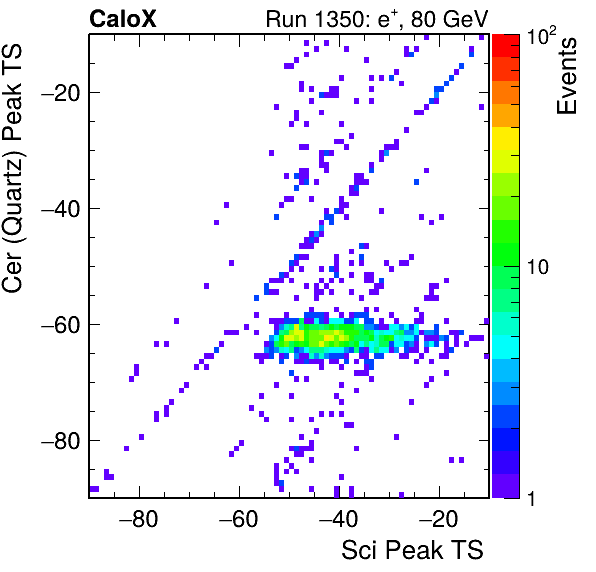 CaloX Run 1350: e+, 80 GeV
Cer (Quartz) Peak TS
−20
−40
−60
−80
−80 −60 −40 −20
Sci Peak TS
10²
10
1
Events